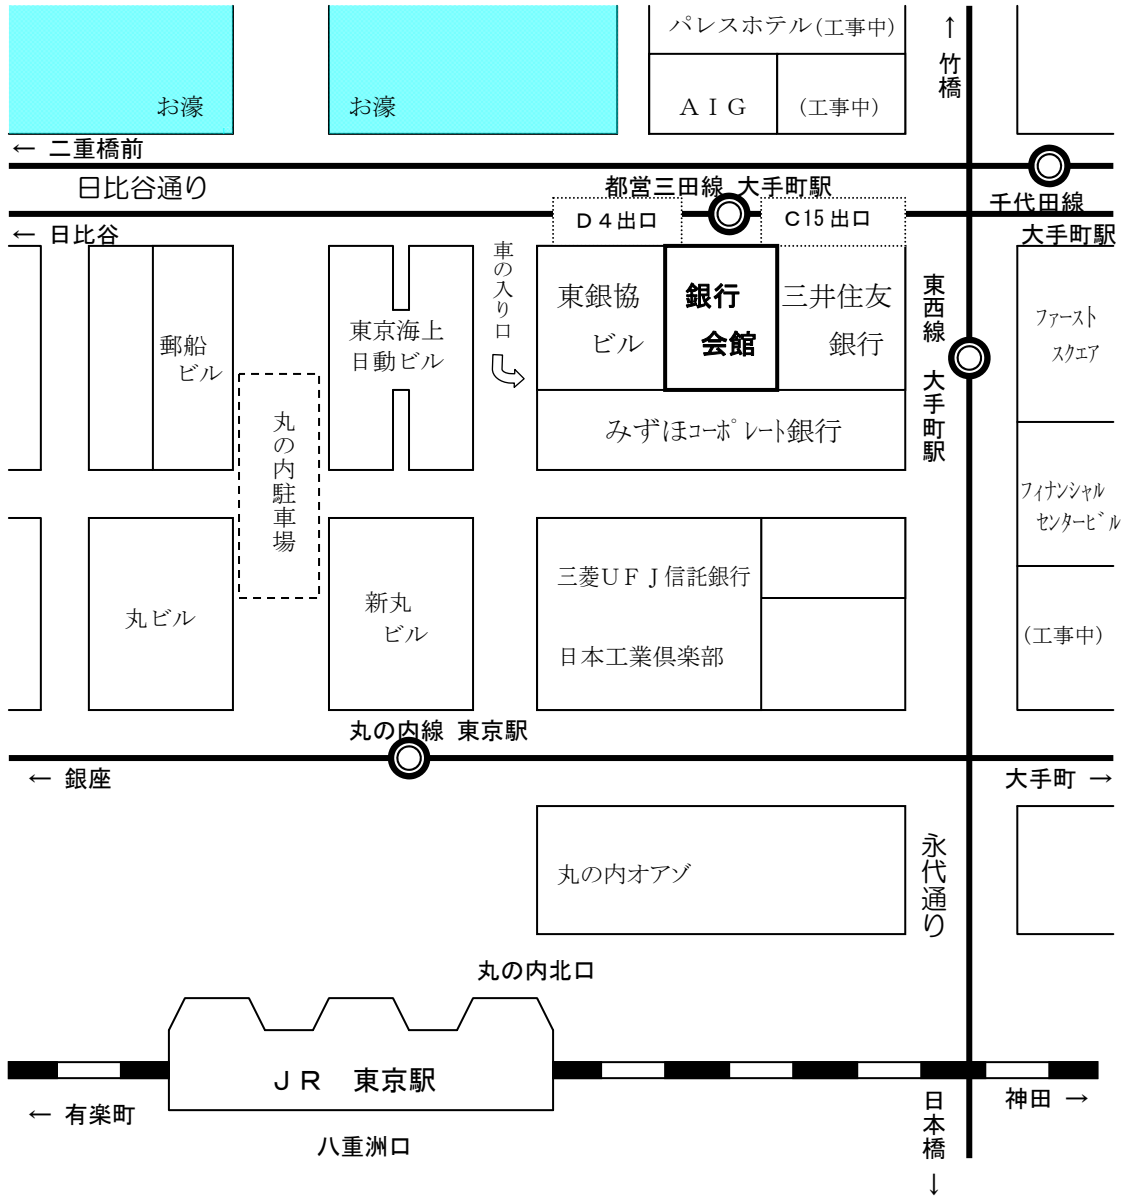 パレスホテル(工事中)
↑
竹橋
お濠
お濠
ＡＩＧ
(工事中)
← 二重橋前
日比谷通り
都営三田線 大手町駅
千代田線
大手町駅
← 日比谷
Ｄ４出口
C15 出口
車の入り口
東銀協
ビル
銀行
会館
三井住友
銀行
東西線 大手町駅
ファースト
スクエア
郵船
ビル
東京海上
日動ビル
みずほコーポレート銀行
丸の内駐車場
フィナンシャル
センタービル
丸ビル
新丸
ビル
三菱ＵＦＪ信託銀行
日本工業倶楽部
(工事中)
丸の内線 東京駅
← 銀座
大手町 →
丸の内オアゾ
永代通り
丸の内北口
ＪＲ 東京駅
← 有楽町
八重洲口
日本橋
↓
神田 →